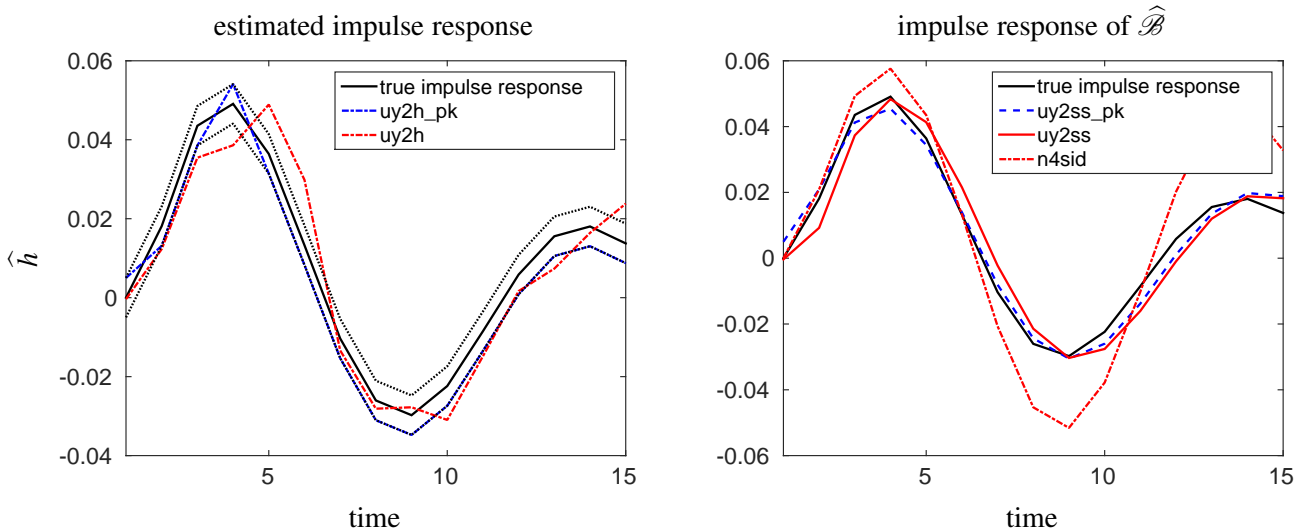 estimated impulse response
0.06
0.04
0.02
0
-0.02
-0.04
ĥ
true impulse response
uy2h_pk
uy2h
5
10
15
time
impulse response of ℬ̂
0.06
0.04
0.02
0
-0.02
-0.04
-0.06
true impulse response
uy2ss_pk
uy2ss
n4sid
5
10
15
time